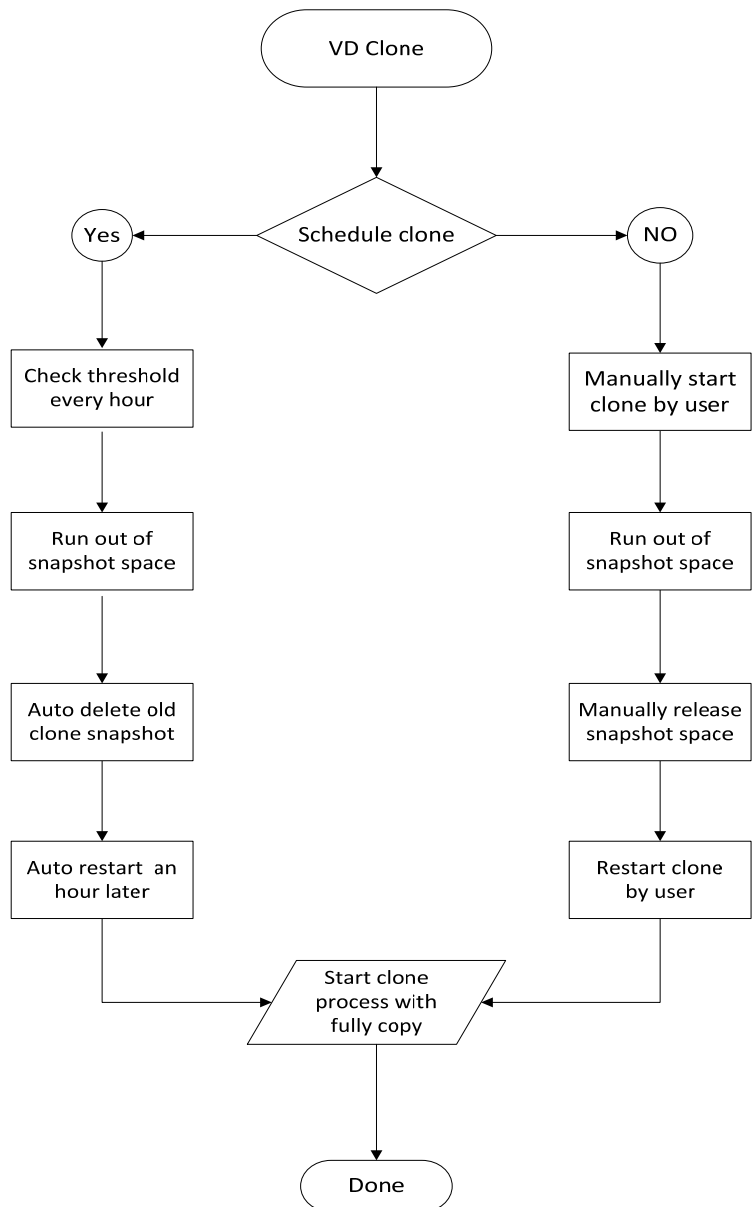 VD Clone
Schedule clone
Yes
NO
Check threshold
every hour
Manually start
clone by user
Run out of
snapshot space
Run out of
snapshot space
Auto delete old
clone snapshot
Manually release
snapshot space
Auto restart an
hour later
Restart clone
by user
Start clone
process with
fully copy
Done